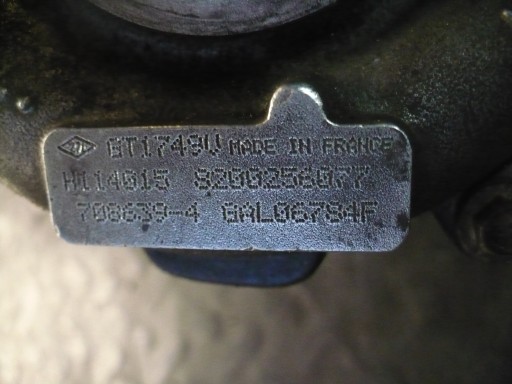 GT1749V MADE IN FRANCE
H114015 8200256077
708639-4 GAL06784F